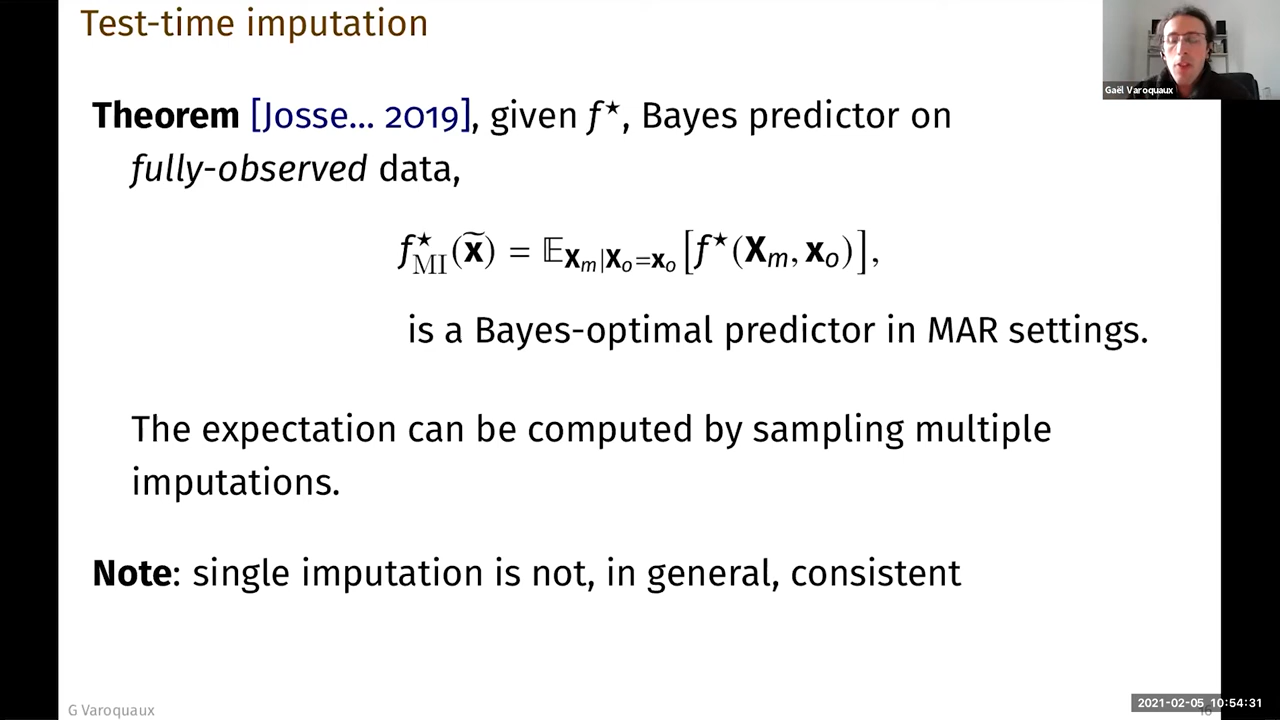 Test-time imputation
Gaël Varoquaux
Theorem [Josse... 2019], given f⋆, Bayes predictor on
fully-observed data,
f⋆MI(x̃) = 𝔼Xm|Xo=xo[f⋆(Xm, xo)],
is a Bayes-optimal predictor in MAR settings.
The expectation can be computed by sampling multiple
imputations.
Note: single imputation is not, in general, consistent
G Varoquaux
2021-02-05 10:54:31